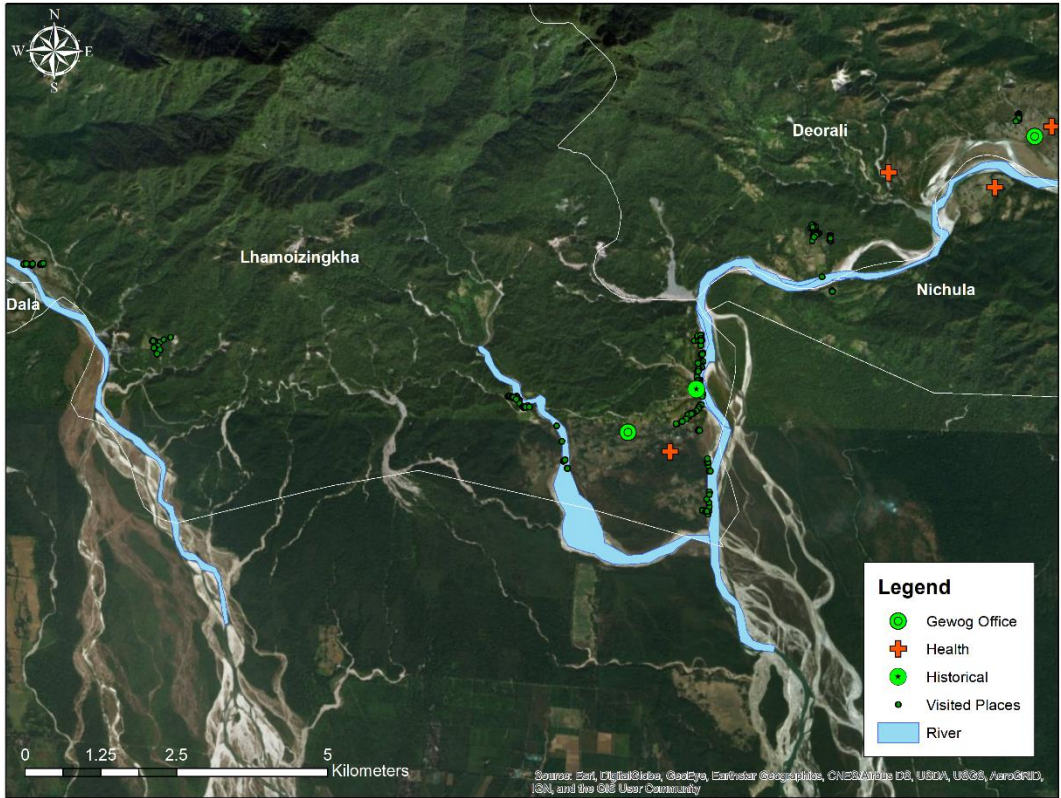 N
W E
S
Deorali
Lhamoizingkha
Nichula
Dala
Legend
Gewog Office
Health
Historical
Visited Places
River
0 1.25 2.5 5
Kilometers
Source: Esri, DigitalGlobe, GeoEye, Earthstar Geographics, CNES/Airbus DS, USDA, USGS, AeroGRID,
IGN, and the GIS User Community